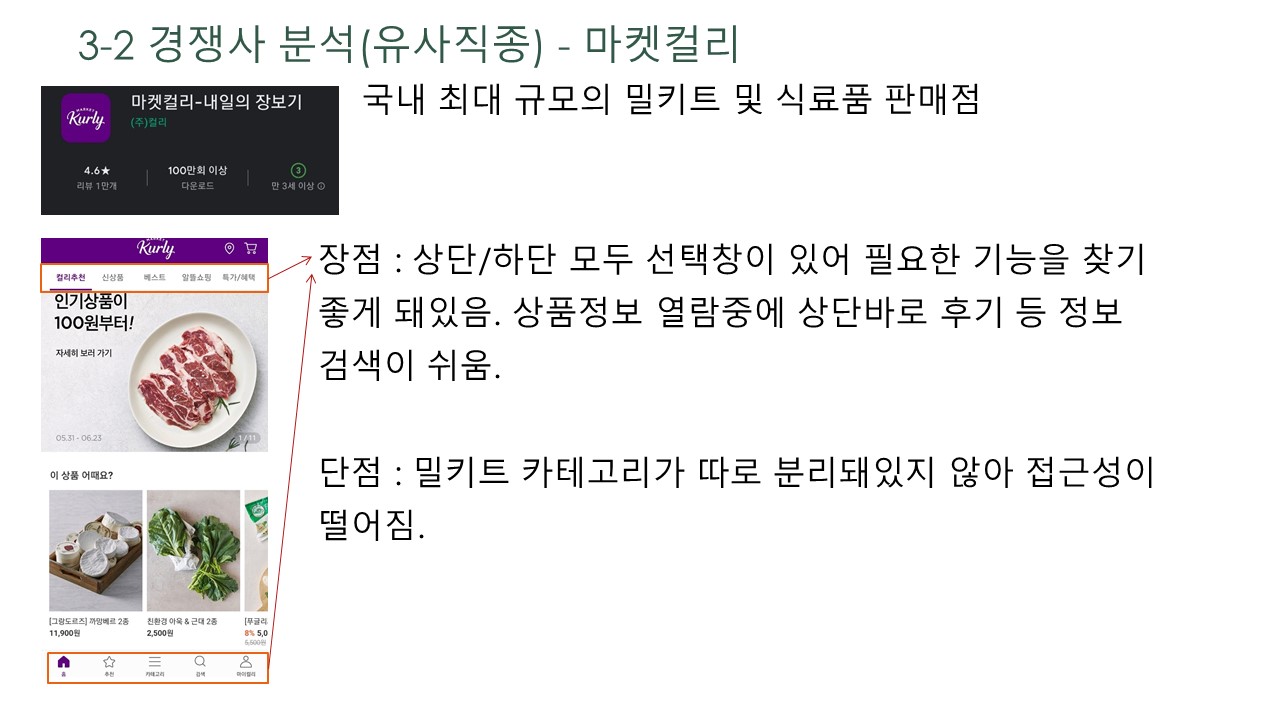 3-2 경쟁사 분석(유사직종) - 마켓컬리
MARKET
Kurly
마켓컬리-내일의 장보기
(주)컬리
4.6★
리뷰 1만개
100만회 이상
다운로드
3
만 3세 이상 ⓘ
국내 최대 규모의 밀키트 및 식료품 판매점
Kurly
컬리추천 신상품 베스트 알뜰쇼핑 특가/혜택
인기상품이
100원부터!
자세히 보러 가기
05.31 - 06.23
1 / 11
이 상품 어때요?
[그랑도르즈] 까망베르 2종
11,900원
친환경 아욱 & 근대 2종
2,500원
[푸글리
8% 5,0
5,500원
홈 추천 카테고리 검색 마이컬리
장점 : 상단/하단 모두 선택창이 있어 필요한 기능을 찾기
좋게 돼있음. 상품정보 열람중에 상단바로 후기 등 정보
검색이 쉬움.
단점 : 밀키트 카테고리가 따로 분리돼있지 않아 접근성이
떨어짐.